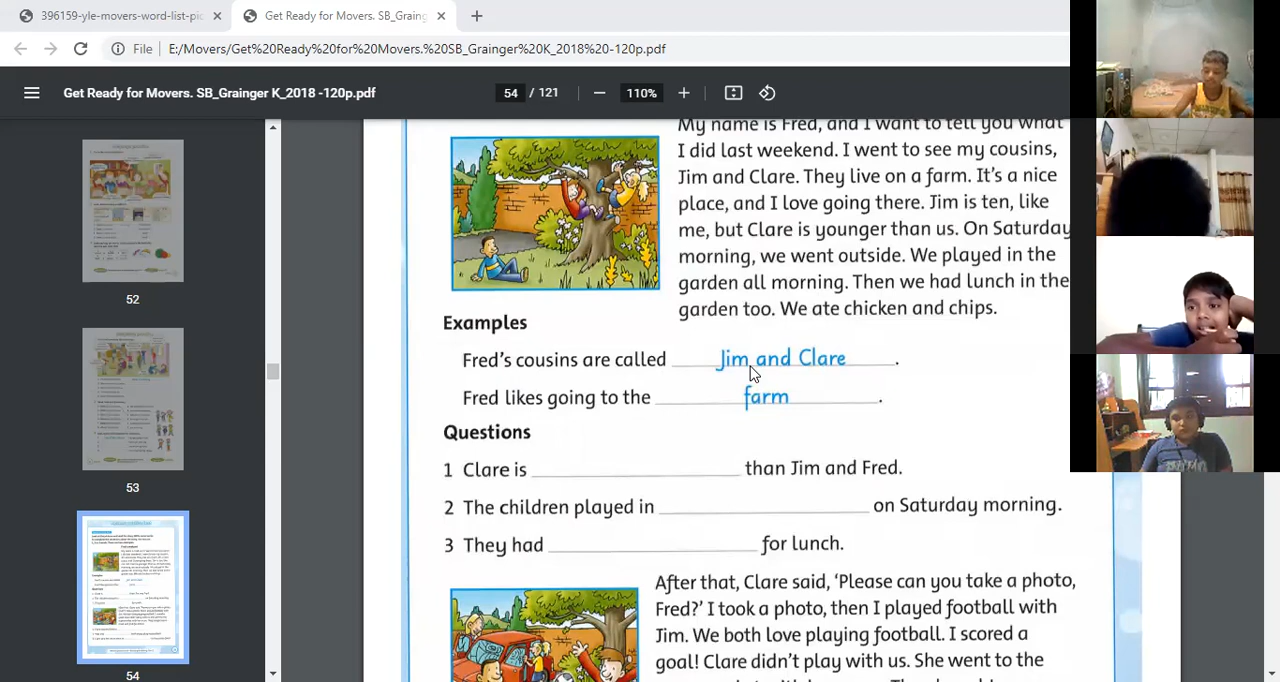 396159-yle-movers-word-list-pic
Get Ready for Movers. SB_Grainger
File
E:/Movers/Get%20Ready%20for%20Movers.%20SB_Grainger%20K_2018%20-120p.pdf
Get Ready for Movers. SB_Grainger K_2018 -120p.pdf
54 / 121
110%
52
53
54
My name is Fred, and I want to tell you what
I did last weekend. I went to see my cousins,
Jim and Clare. They live on a farm. It's a nice
place, and I love going there. Jim is ten, like
me, but Clare is younger than us. On Saturday
morning, we went outside. We played in the
garden all morning. Then we had lunch in the
garden too. We ate chicken and chips.
Examples
Fred's cousins are called Jim and Clare.
Fred likes going to the farm.
Questions
1 Clare is ____ than Jim and Fred.
2 The children played in ____ on Saturday morning.
3 They had ____ for lunch.
After that, Clare said, 'Please can you take a photo,
Fred?' I took a photo, then I played football with
Jim. We both love playing football. I scored a
goal! Clare didn't play with us. She went to the